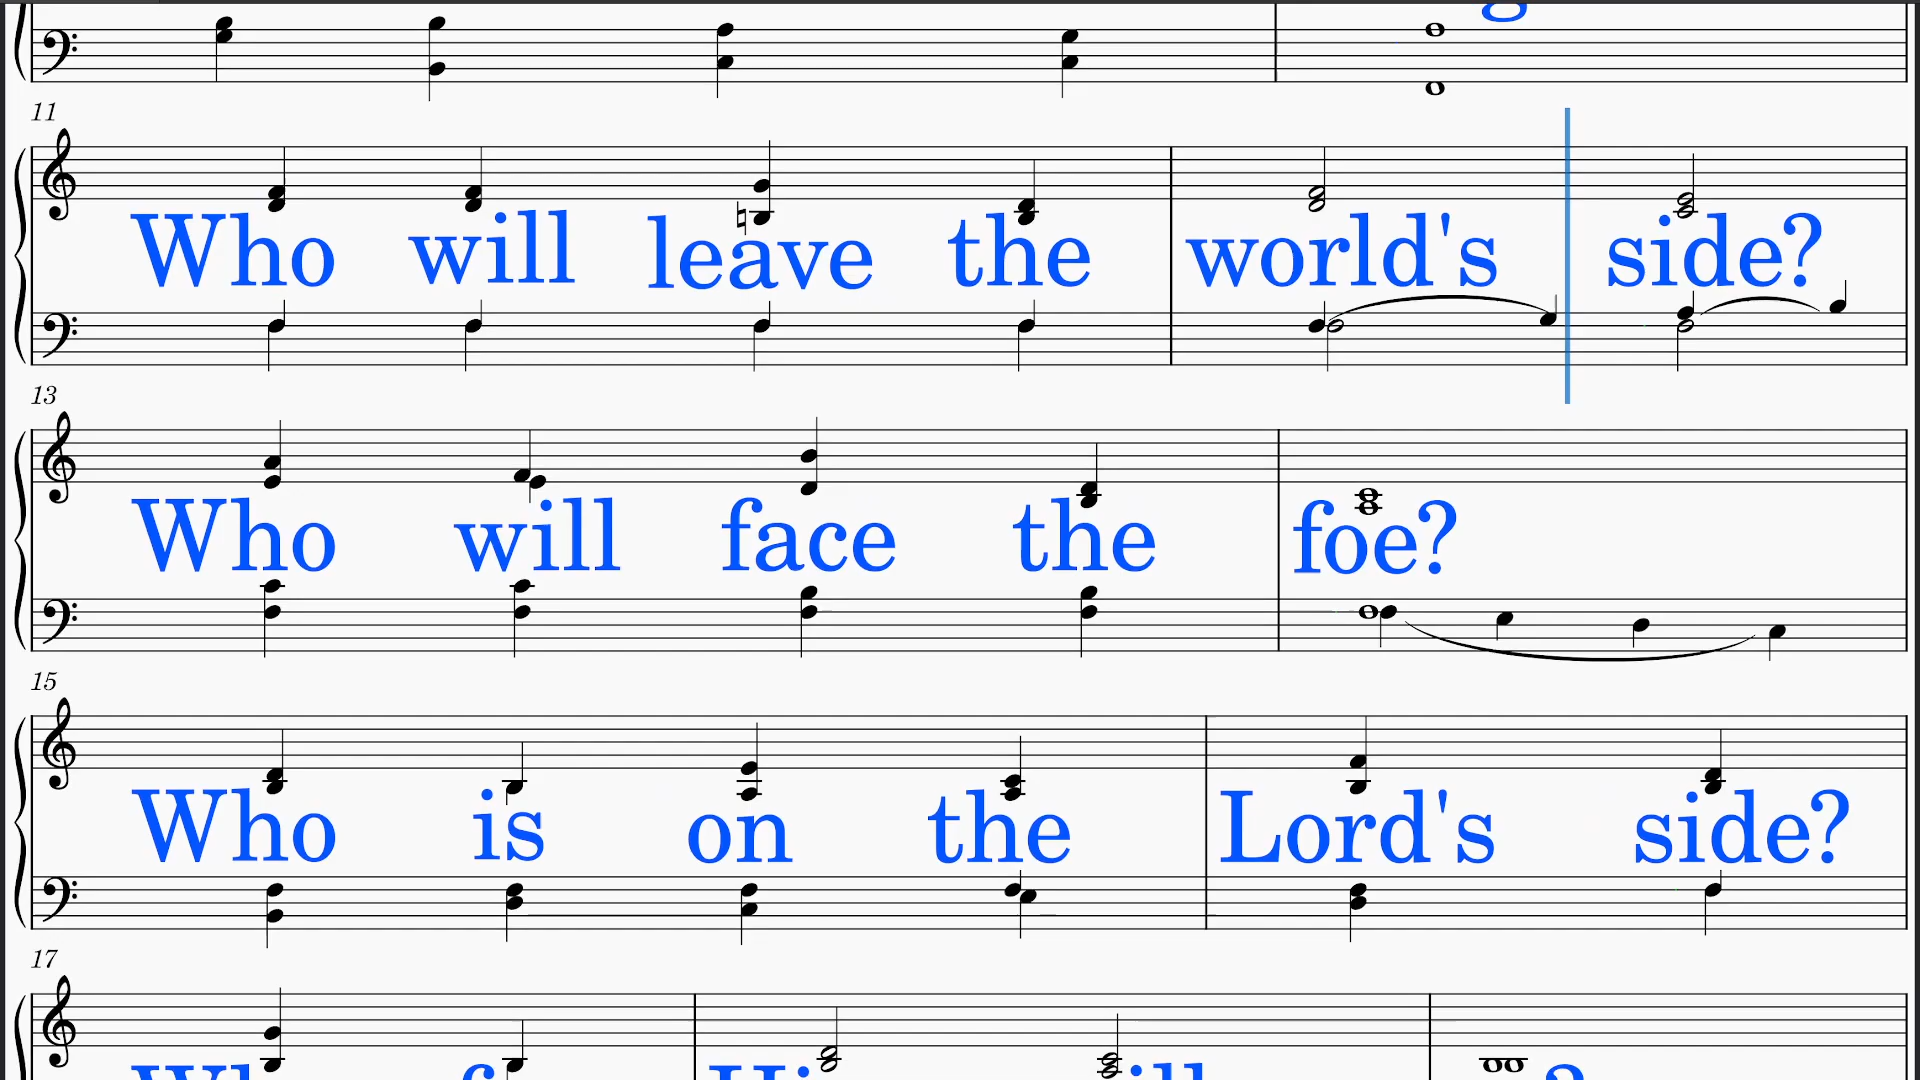 11
Who will leave the world's side?
13
Who will face the foe?
15
Who is on the Lord's side?
17